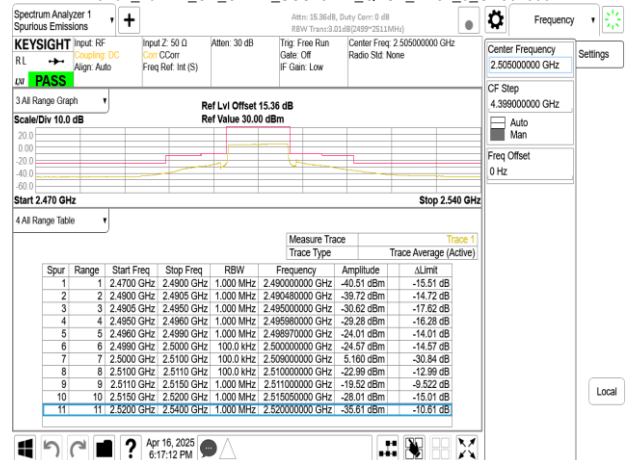 Spectrum Analyzer 1
Spurious Emissions
Attn: 15.36dB, Duty Corr: 0 dB
RBW Trans:3.01dB(2499~2511MHz)
Frequency
KEYSIGHT
RL
PASS
Input: RF
Coupling: DC
Align: Auto
Input Z: 50 Ω
Corr CCorr
Freq Ref: Int (S)
Atten: 30 dB
Trig: Free Run
Gate: Off
IF Gain: Low
Center Freq: 2.505000000 GHz
Radio Std: None
Center Frequency
2.505000000 GHz
Settings
CF Step
4.399000000 GHz
Auto
Man
Freq Offset
0 Hz
3 All Range Graph
Scale/Div 10.0 dB
Ref Lvl Offset 15.36 dB
Ref Value 30.00 dBm
20.0
0.00
-20.0
-40.0
-60.0
Start 2.470 GHz
Stop 2.540 GHz
4 All Range Table
Measure Trace Trace 1
Trace Type Trace Average (Active)
Spur Range Start Freq Stop Freq RBW Frequency Amplitude ΔLimit
1 1 2.4700 GHz 2.4900 GHz 1.000 MHz 2.490000000 GHz -40.51 dBm -15.51 dB
2 2 2.4900 GHz 2.4905 GHz 1.000 MHz 2.490480000 GHz -39.72 dBm -14.72 dB
3 3 2.4905 GHz 2.4950 GHz 1.000 MHz 2.495000000 GHz -30.62 dBm -17.62 dB
4 4 2.4950 GHz 2.4960 GHz 1.000 MHz 2.495980000 GHz -29.28 dBm -16.28 dB
5 5 2.4960 GHz 2.4990 GHz 1.000 MHz 2.498970000 GHz -24.01 dBm -14.01 dB
6 6 2.4990 GHz 2.5000 GHz 100.0 kHz 2.500000000 GHz -24.57 dBm -14.57 dB
7 7 2.5000 GHz 2.5100 GHz 100.0 kHz 2.509000000 GHz 5.160 dBm -30.84 dB
8 8 2.5100 GHz 2.5110 GHz 100.0 kHz 2.510000000 GHz -22.99 dBm -12.99 dB
9 9 2.5110 GHz 2.5150 GHz 1.000 MHz 2.511000000 GHz -19.52 dBm -9.522 dB
10 10 2.5150 GHz 2.5200 GHz 1.000 MHz 2.515050000 GHz -28.01 dBm -15.01 dB
11 11 2.5200 GHz 2.5400 GHz 1.000 MHz 2.520000000 GHz -35.61 dBm -10.61 dB
Local
Apr 16, 2025
6:17:12 PM